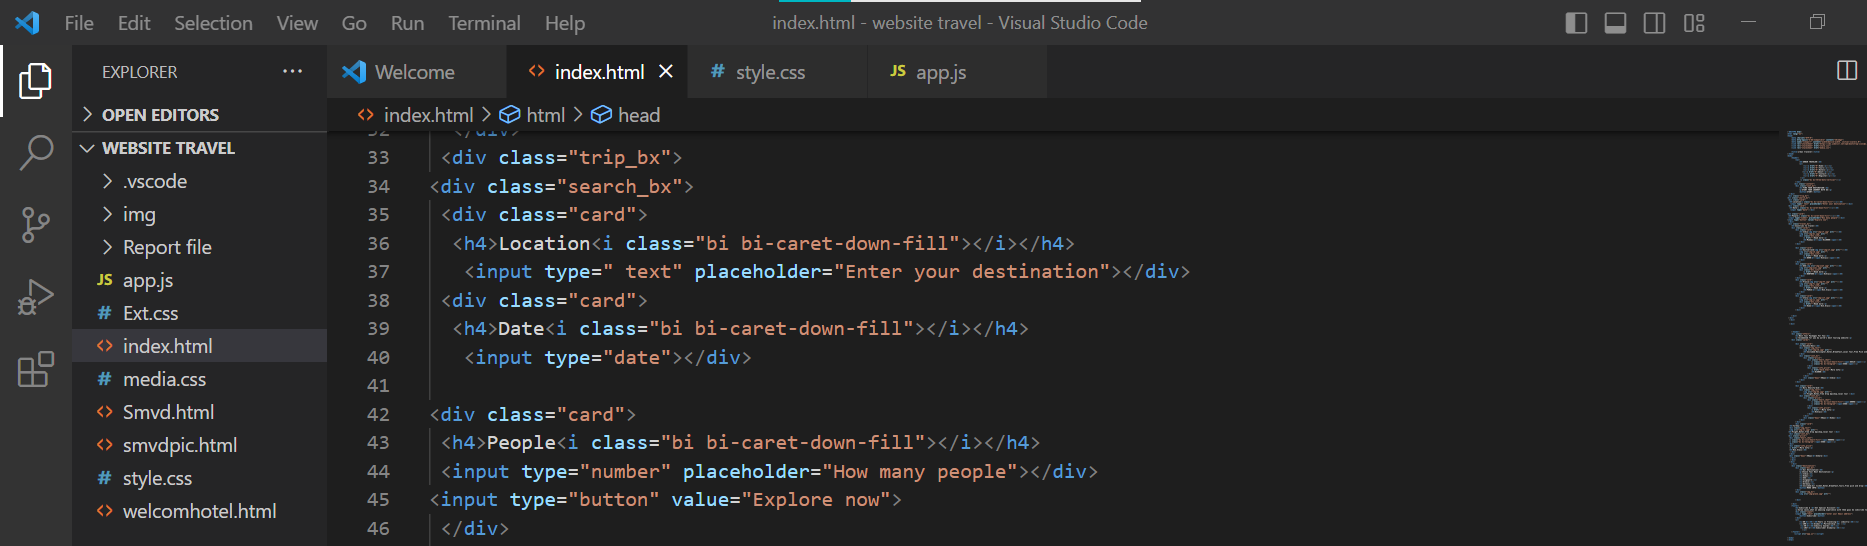 File Edit Selection View Go Run Terminal Help index.html - website travel - Visual Studio Code
EXPLORER ···
OPEN EDITORS
WEBSITE TRAVEL
.vscode
img
Report file
JS app.js
# Ext.css
<> index.html
# media.css
<> Smvd.html
<> smvdpic.html
# style.css
<> welcomhotel.html
Welcome <> index.html # style.css JS app.js
<> index.html > html > head
32 </div>
33 <div class="trip_bx">
34 <div class="search_bx">
35 <div class="card">
36 <h4>Location<i class="bi bi-caret-down-fill"></i></h4>
37 <input type=" text" placeholder="Enter your destination"></div>
38 <div class="card">
39 <h4>Date<i class="bi bi-caret-down-fill"></i></h4>
40 <input type="date"></div>
41
42 <div class="card">
43 <h4>People<i class="bi bi-caret-down-fill"></i></h4>
44 <input type="number" placeholder="How many people"></div>
45 <input type="button" value="Explore now">
46 </div>